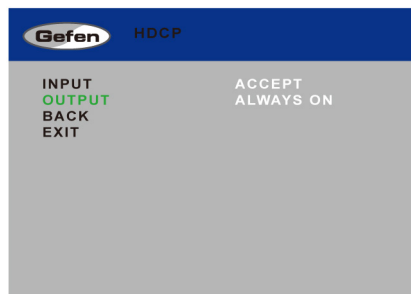 Gefen HDCP
INPUT ACCEPT
OUTPUT ALWAYS ON
BACK
EXIT